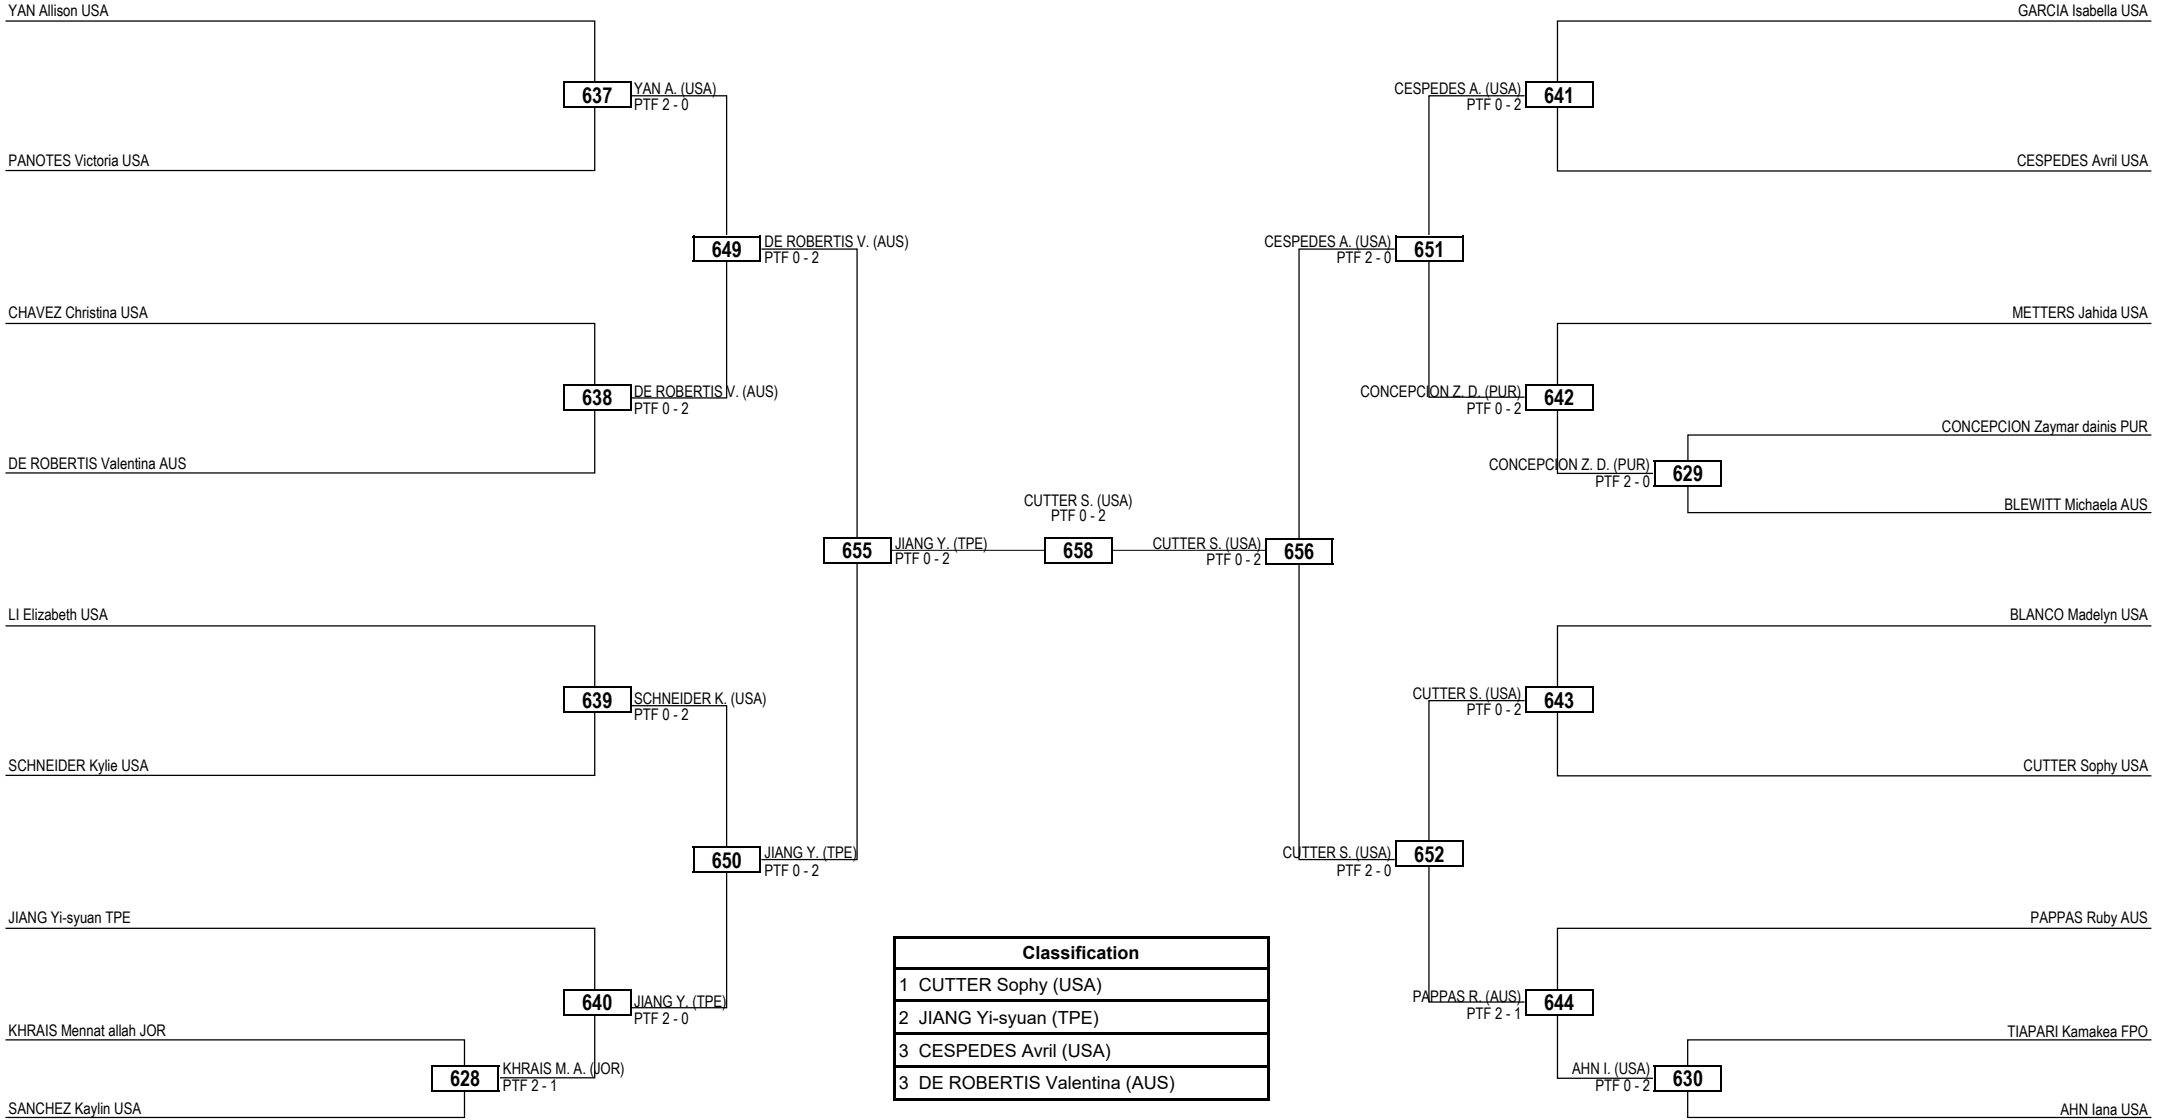 YAN Allison USA
GARCIA Isabella USA
637
YAN A. (USA)
PTF 2 - 0
CESPEDES A. (USA)
PTF 0 - 2
641
PANOTES Victoria USA
CESPEDES Avril USA
649
DE ROBERTIS V. (AUS)
PTF 0 - 2
CESPEDES A. (USA)
PTF 2 - 0
651
CHAVEZ Christina USA
METTERS Jahida USA
638
DE ROBERTIS V. (AUS)
PTF 0 - 2
CONCEPCION Z. D. (PUR)
PTF 0 - 2
642
CONCEPCION Zaymar dainis PUR
DE ROBERTIS Valentina AUS
CONCEPCION Z. D. (PUR)
PTF 2 - 0
629
BLEWITT Michaela AUS
CUTTER S. (USA)
PTF 0 - 2
655
JIANG Y. (TPE)
PTF 0 - 2
658
CUTTER S. (USA)
PTF 0 - 2
656
LI Elizabeth USA
BLANCO Madelyn USA
639
SCHNEIDER K. (USA)
PTF 0 - 2
CUTTER S. (USA)
PTF 0 - 2
643
SCHNEIDER Kylie USA
CUTTER Sophy USA
650
JIANG Y. (TPE)
PTF 0 - 2
CUTTER S. (USA)
PTF 2 - 0
652
JIANG Yi-syuan TPE
PAPPAS Ruby AUS
640
JIANG Y. (TPE)
PTF 2 - 0
PAPPAS R. (AUS)
PTF 2 - 1
644
KHRAIS Mennat allah JOR
TIAPARI Kamakea FPO
628
KHRAIS M. A. (JOR)
PTF 2 - 1
AHN I. (USA)
PTF 0 - 2
630
SANCHEZ Kaylin USA
AHN Iana USA
Classification
1 CUTTER Sophy (USA)
2 JIANG Yi-syuan (TPE)
3 CESPEDES Avril (USA)
3 DE ROBERTIS Valentina (AUS)